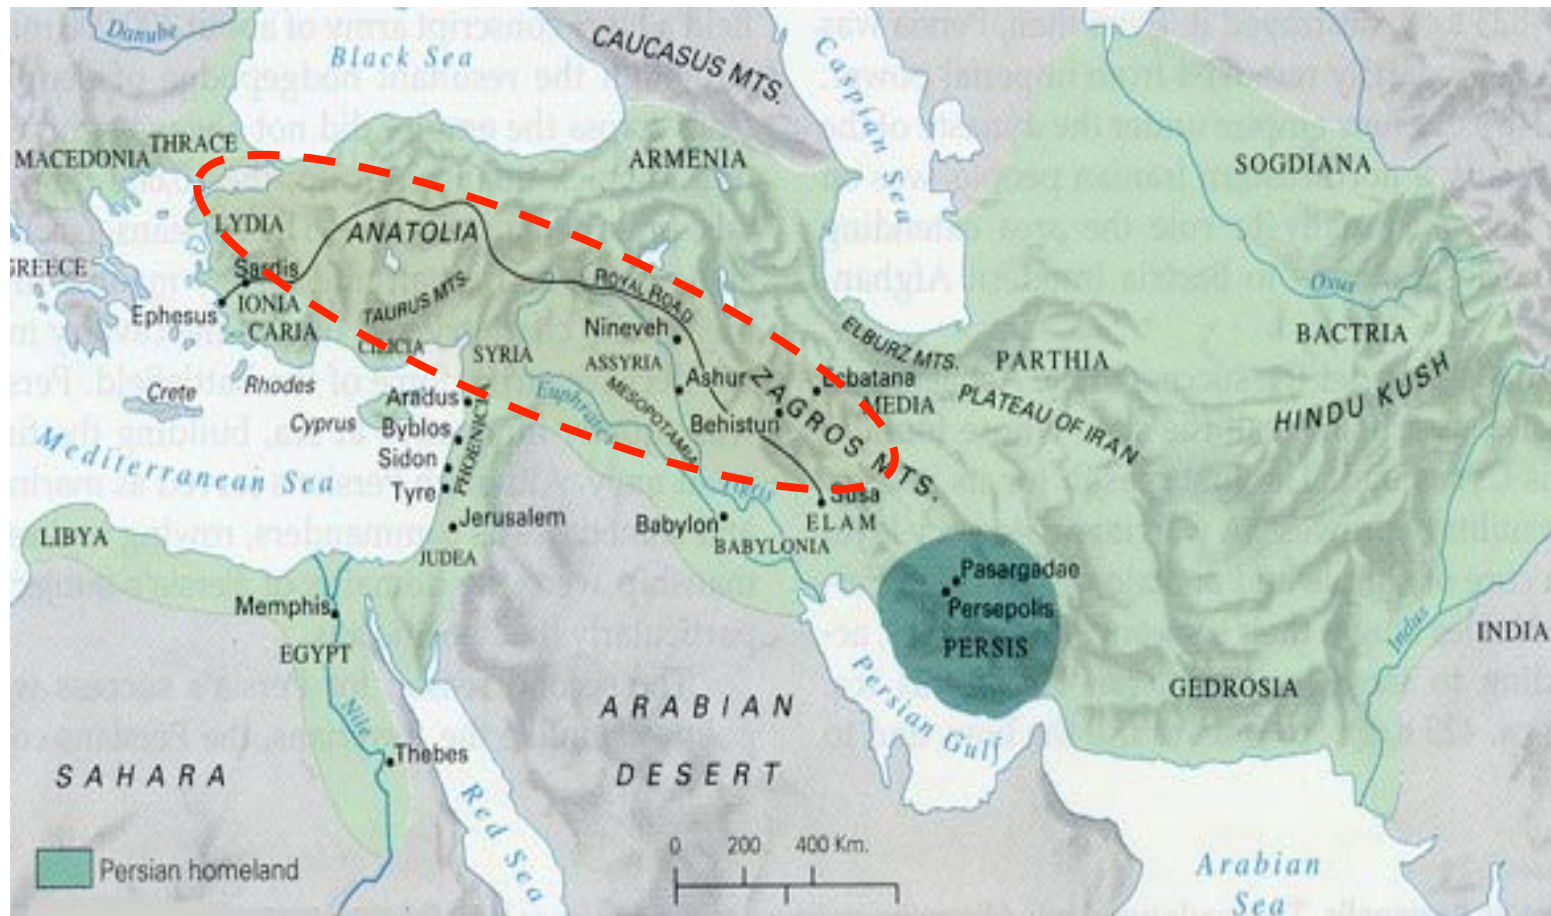 Danube
Black Sea
CAUCASUS MTS.
Caspian Sea
THRACE
MACEDONIA
ARMENIA
SOGDIANA
LYDIA
ANATOLIA
GREECE
Sardis
ROYAL ROAD
Oxus
Ephesus
IONIA
TAURUS MTS.
CARIA
Nineveh
ELBURZ MTS.
BACTRIA
CILICIA
SYRIA
ASSYRIA
PARTHIA
Ashur
ZAGROS MTS.
Ecbatana
HINDU KUSH
Crete
Rhodes
Euphrates
MESOPOTAMIA
MEDIA
PLATEAU OF IRAN
Aradus
Cyprus
Byblos
PHOENICIA
Behistun
Mediterranean Sea
Sidon
Tyre
Tigris
Susa
Jerusalem
Babylon
ELAM
LIBYA
JUDEA
BABYLONIA
Pasargadae
Memphis
Persepolis
EGYPT
PERSIS
Indus
INDIA
Persian Gulf
GEDROSIA
Nile
ARABIAN
DESERT
Thebes
SAHARA
Red Sea
0 200 400 Km.
Persian homeland
Arabian
Sea